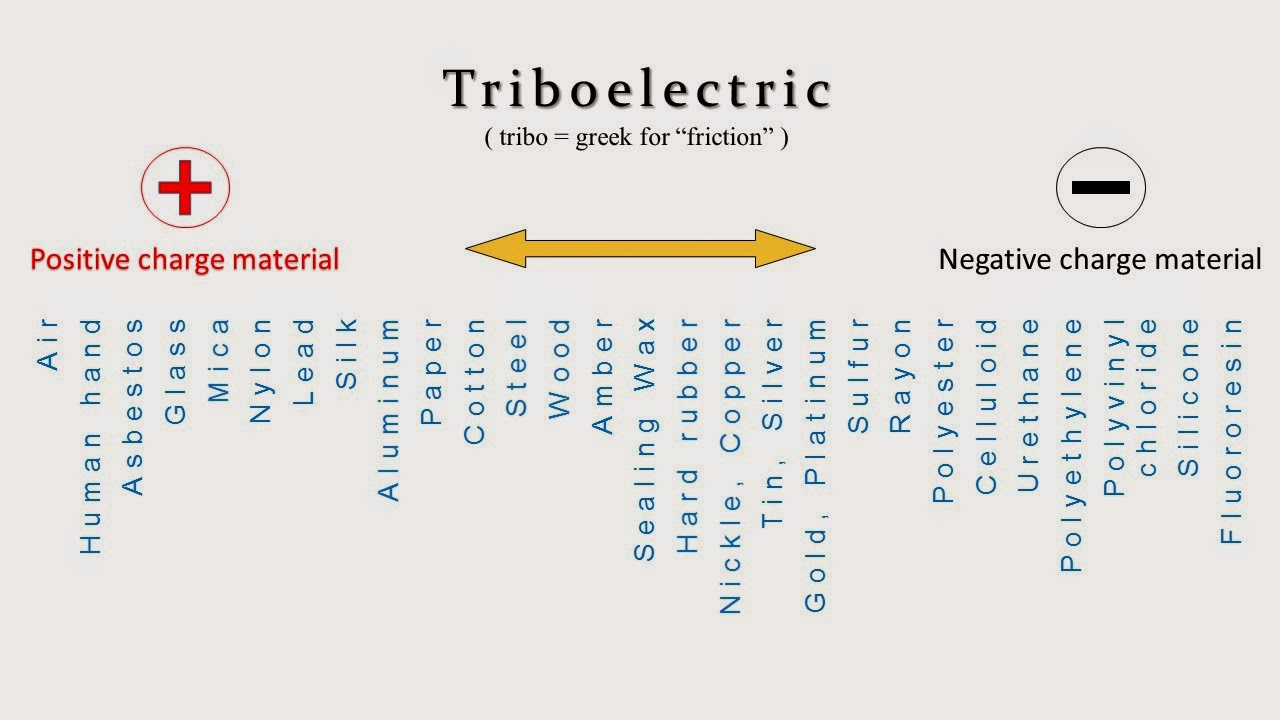 Triboelectric
( tribo = greek for “friction” )
Positive charge material
Negative charge material
Air
Human hand
Asbestos
Glass
Mica
Nylon
Lead
Silk
Aluminum
Paper
Cotton
Steel
Wood
Amber
Sealing Wax
Hard rubber
Nickle, Copper
Tin, Silver
Gold, Platinum
Sulfur
Rayon
Polyester
Celluloid
Urethane
Polyethylene
Polyvinyl
chloride
Silicone
Fluororesin